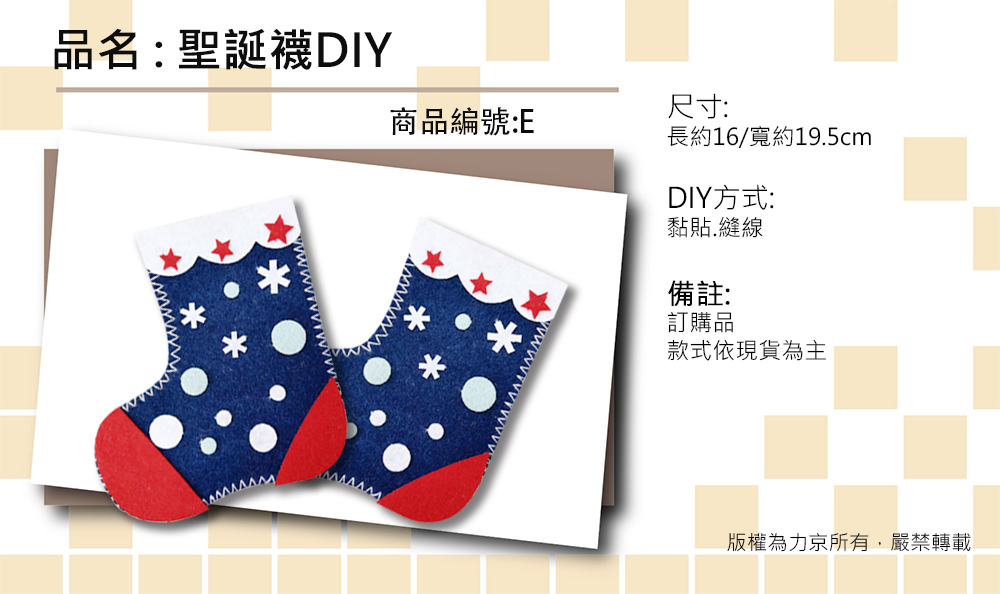 品名 : 聖誕襪DIY
商品編號:E
尺寸:
長約16/寬約19.5cm
DIY方式:
黏貼.縫線
備註:
訂購品
款式依現貨為主
版權為力京所有，嚴禁轉載